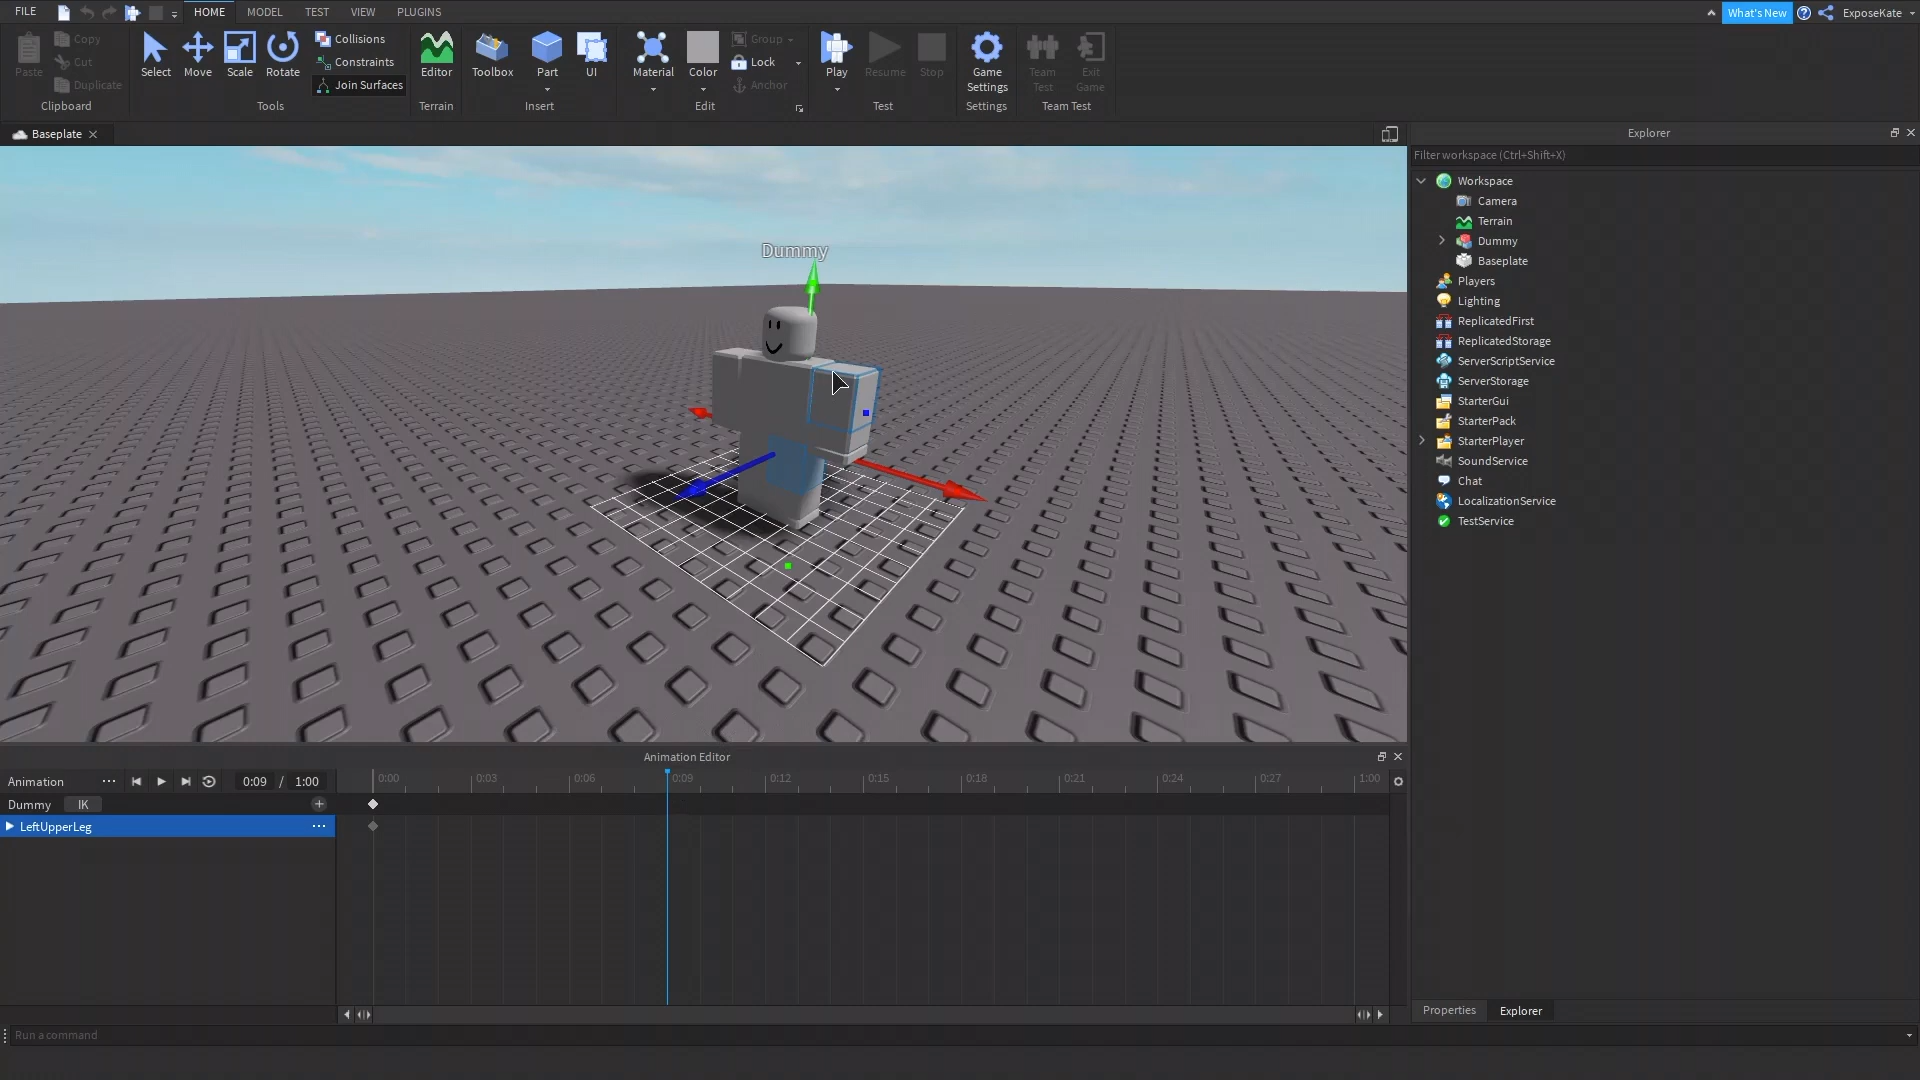 FILE HOME MODEL TEST VIEW PLUGINS What's New ExposeKate
Paste Copy Cut Duplicate Clipboard
Select Move Scale Rotate Collisions Constraints Join Surfaces Tools
Editor Terrain
Toolbox Part UI Insert
Material Color Group Lock Anchor Edit
Play Resume Stop Test
Game Settings Settings
Team Test Exit Game Team Test
Baseplate
Dummy
Explorer
Filter workspace (Ctrl+Shift+X)
Workspace
Camera
Terrain
Dummy
Baseplate
Players
Lighting
ReplicatedFirst
ReplicatedStorage
ServerScriptService
ServerStorage
StarterGui
StarterPack
StarterPlayer
SoundService
Chat
LocalizationService
TestService
Properties Explorer
Animation Editor
Animation 0:09 / 1:00 0:00 0:03 0:06 0:09 0:12 0:15 0:18 0:21 0:24 0:27 1:00
Dummy IK
LeftUpperLeg
Run a command